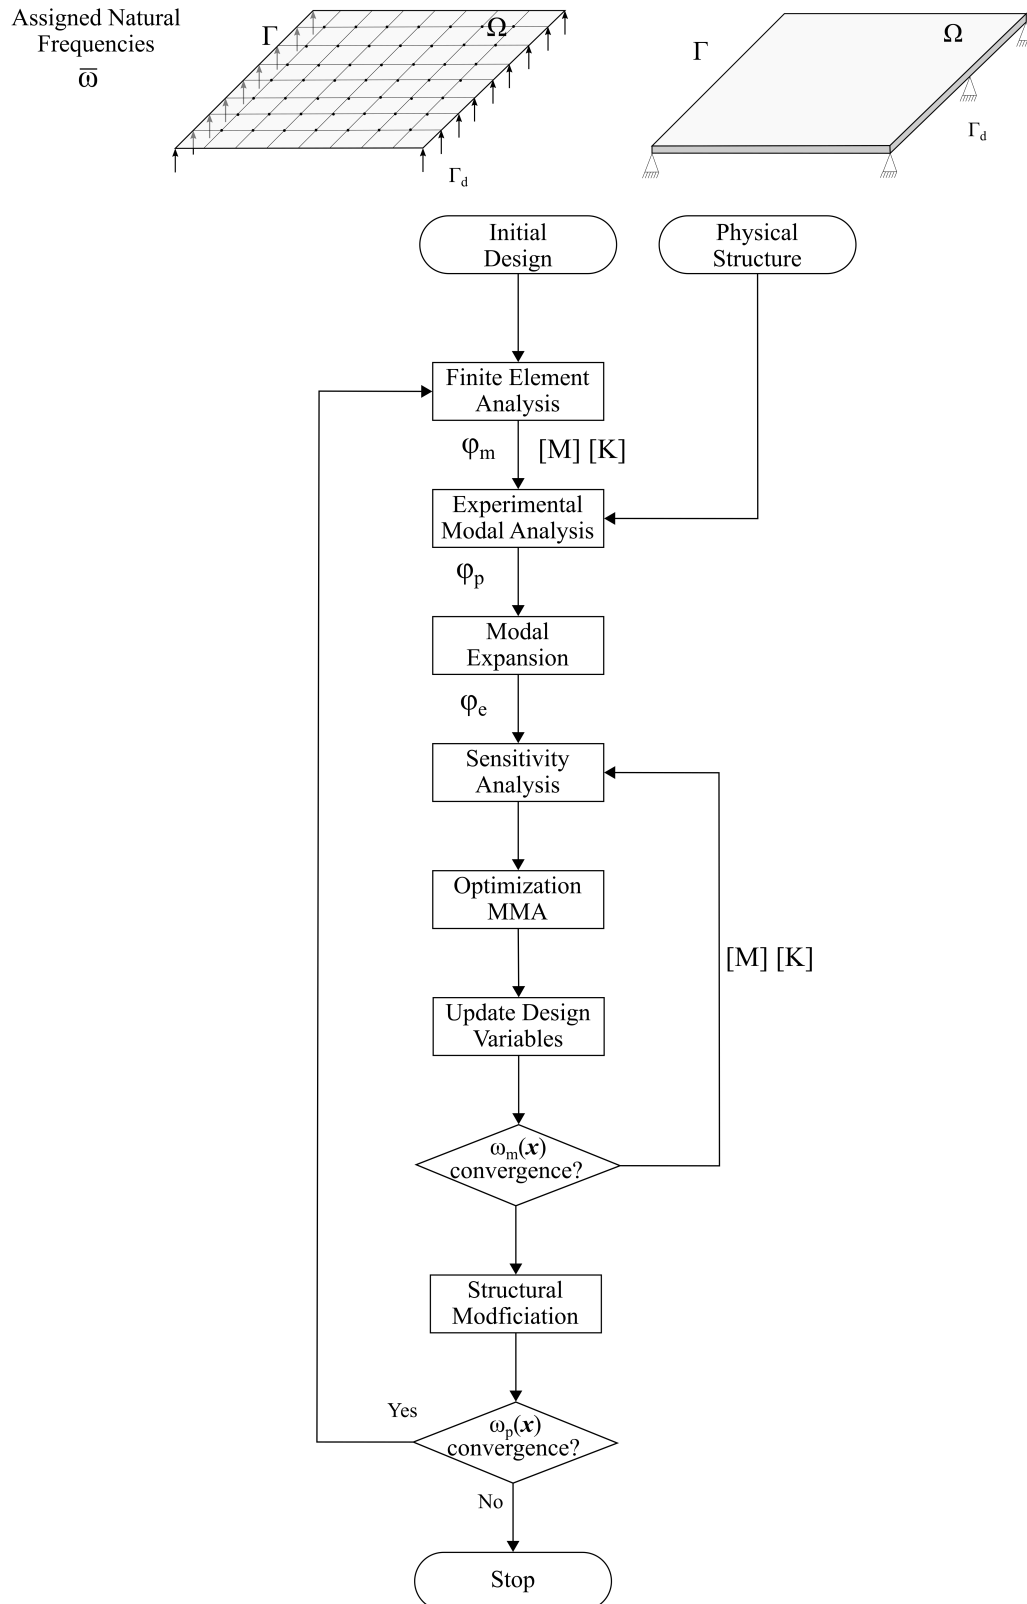 Assigned Natural
Frequencies
ω̅
Γ
Ω
Γd
Γ
Ω
Γd
Initial
Design
Physical
Structure
Finite Element
Analysis
φm [M] [K]
Experimental
Modal Analysis
φp
Modal
Expansion
φe
Sensitivity
Analysis
Optimization
MMA
[M] [K]
Update Design
Variables
ωm(x)
convergence?
Structural
Modficiation
Yes
ωp(x)
convergence?
No
Stop